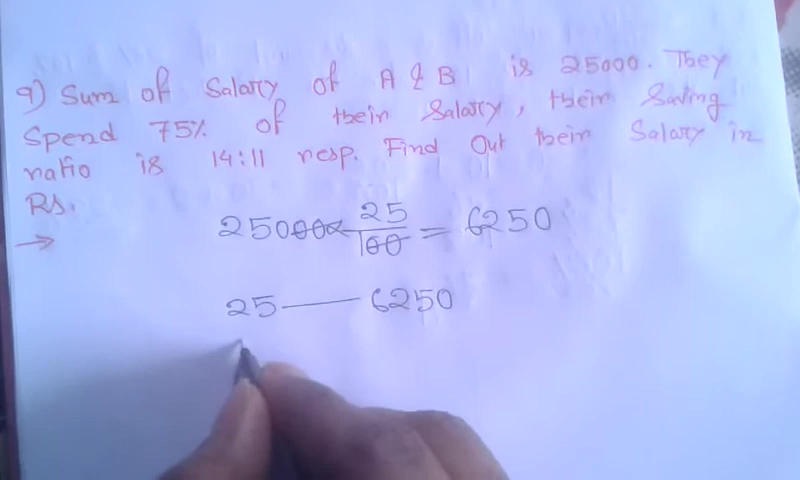 9) Sum of Salary of A & B is 25000. They
Spend 75% of their Salary, their Saving
ratio is 14:11 resp. Find Out their Salary in
Rs.
→ 25000 × 25/100 = 6250
25 — 6250